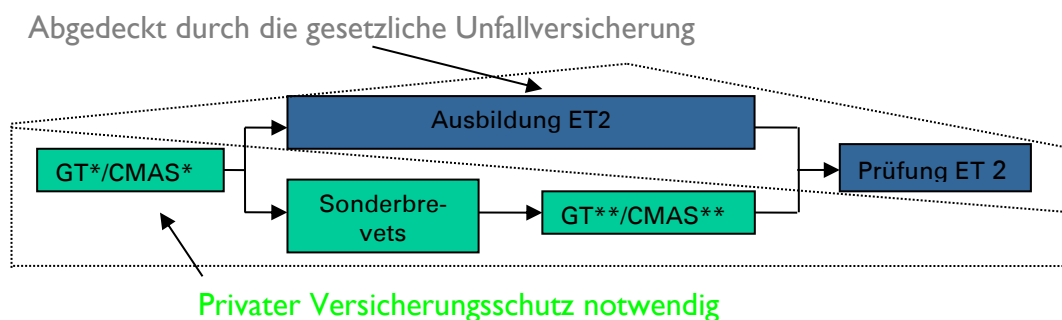 Abgedeckt durch die gesetzliche Unfallversicherung
Ausbildung ET2
GT*/CMAS*
Prüfung ET 2
Sonderbre-
vets
GT**/CMAS**
Privater Versicherungsschutz notwendig